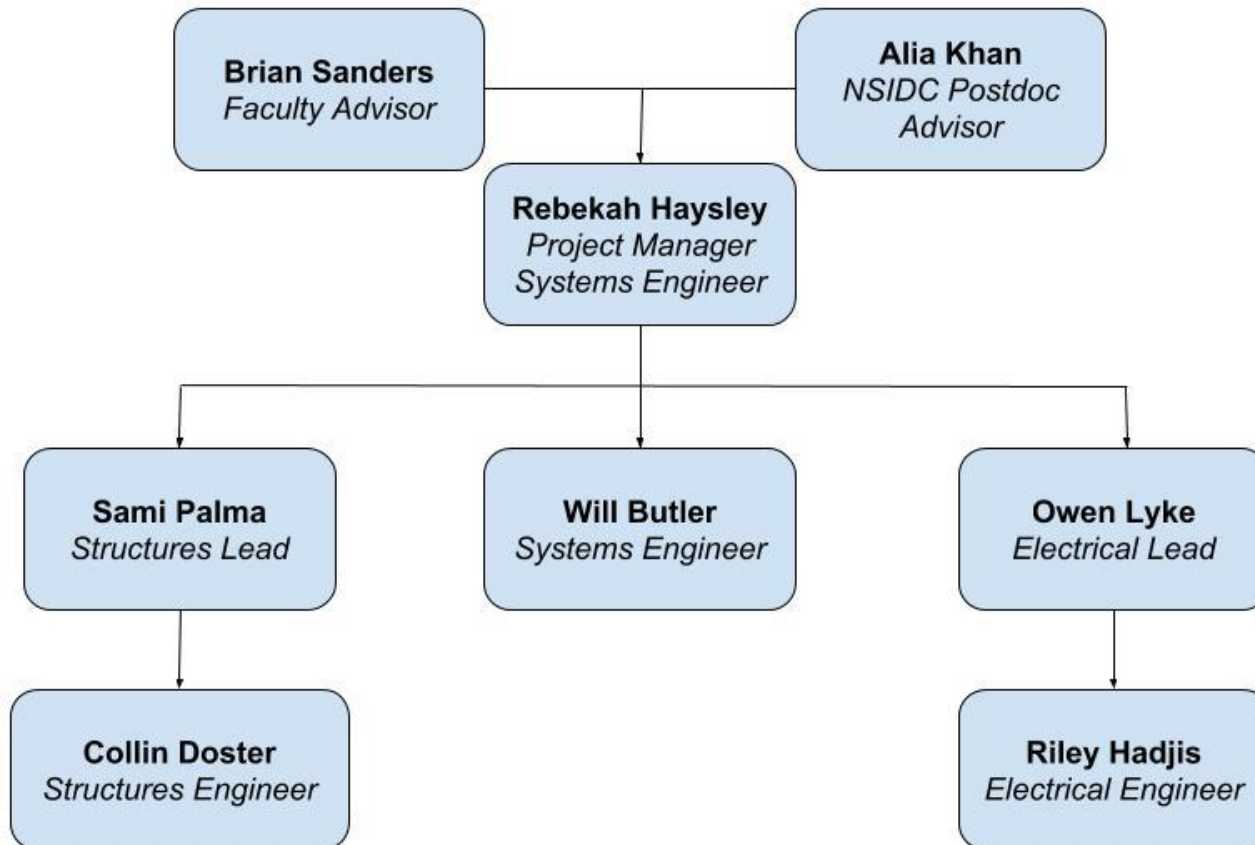 Brian Sanders
Faculty Advisor
Alia Khan
NSIDC Postdoc
Advisor
Rebekah Haysley
Project Manager
Systems Engineer
Sami Palma
Structures Lead
Will Butler
Systems Engineer
Owen Lyke
Electrical Lead
Collin Doster
Structures Engineer
Riley Hadjis
Electrical Engineer